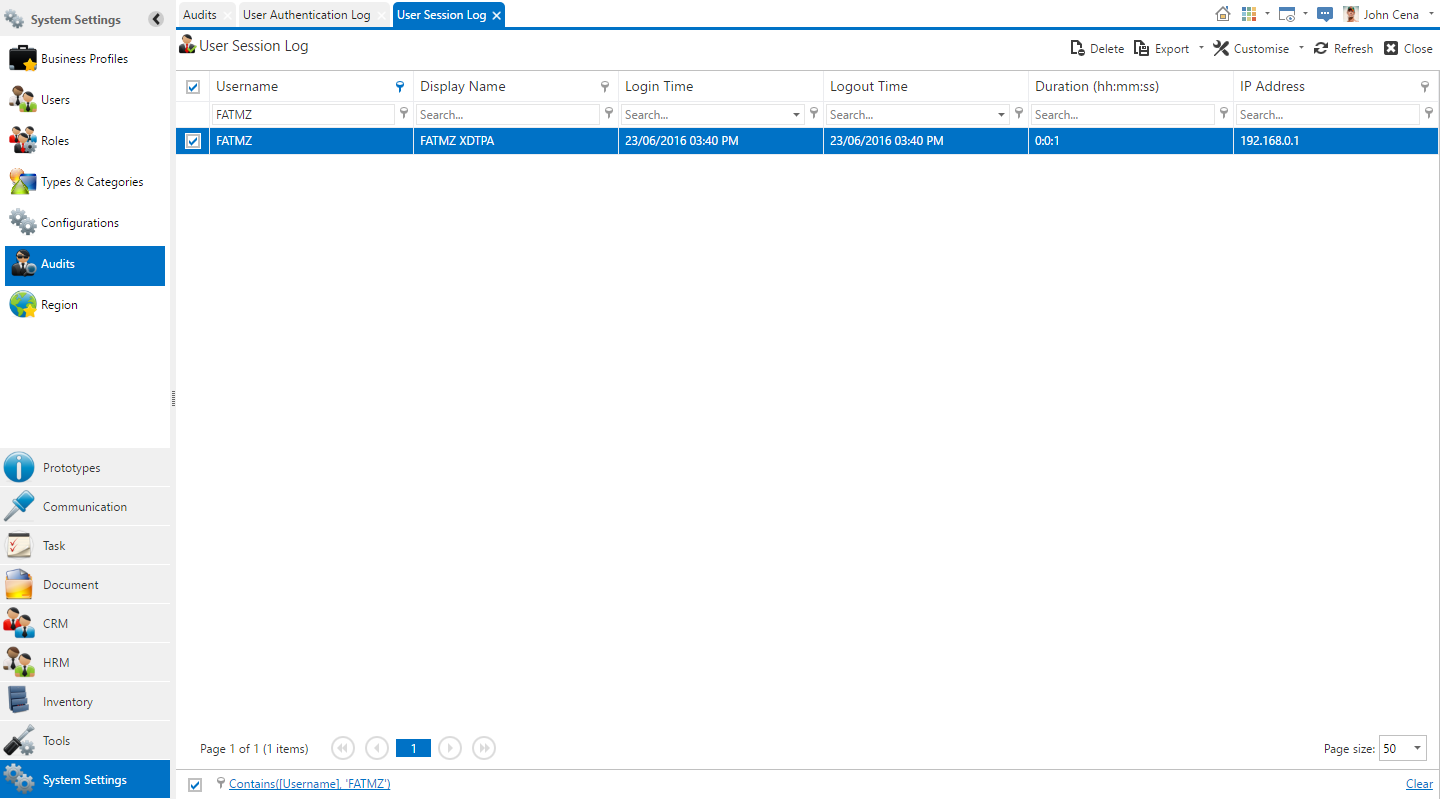 System Settings
Audits
User Authentication Log
User Session Log
John Cena
User Session Log
Delete
Export
Customise
Refresh
Close
Business Profiles
Users
Roles
Types & Categories
Configurations
Audits
Region
Username
Display Name
Login Time
Logout Time
Duration (hh:mm:ss)
IP Address
FATMZ
Search...
Search...
Search...
Search...
Search...
FATMZ
FATMZ XDTPA
23/06/2016 03:40 PM
23/06/2016 03:40 PM
0:0:1
192.168.0.1
Prototypes
Communication
Task
Document
CRM
HRM
Inventory
Tools
System Settings
Page 1 of 1 (1 items)
1
Page size:
50
Contains([Username], 'FATMZ')
Clear